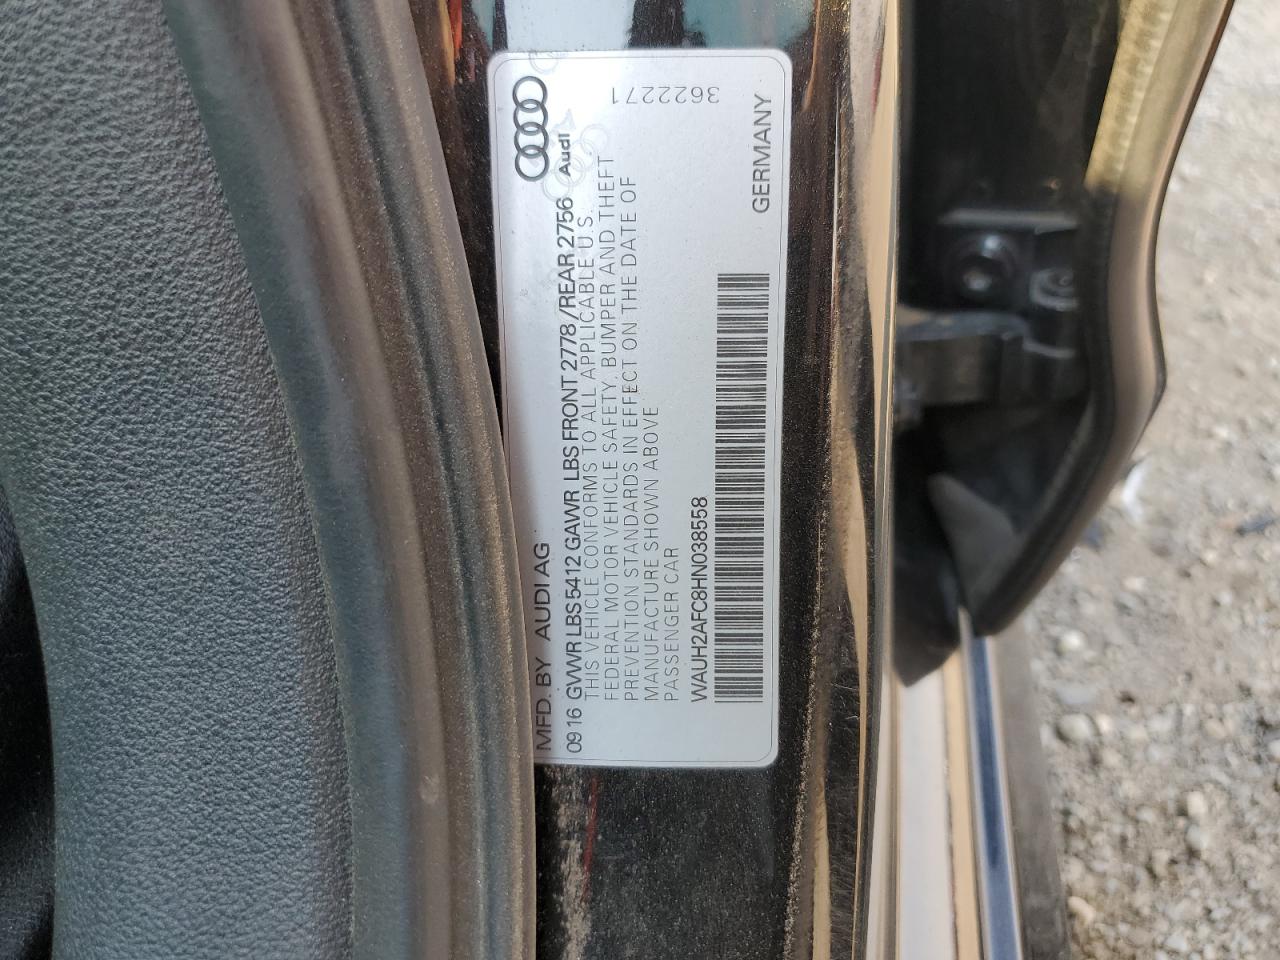 MFD. BY AUDI AG
09 16 GVWR LBS 5412 GAWR LBS FRONT 2778 /REAR 2756
Audi
THIS VEHICLE CONFORMS TO ALL APPLICABLE U S.
FEDERAL MOTOR VEHICLE SAFETY, BUMPER AND THEFT
PREVENTION STANDARDS IN EFFECT ON THE DATE OF
MANUFACTURE SHOWN ABOVE
PASSENGER CAR
WAUH2AFC8HN038558
3622271
GERMANY